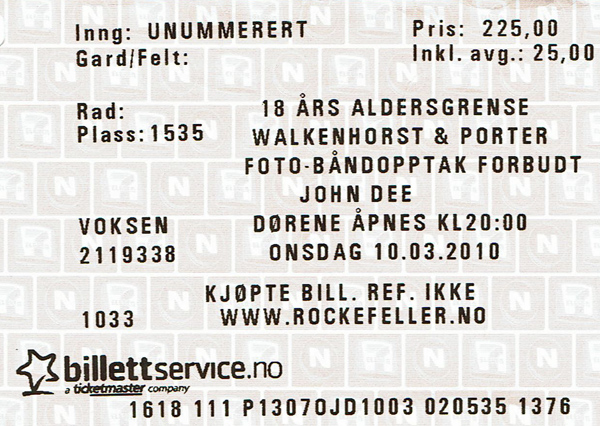 Inng: UNUMMERERT Pris: 225,00
Gard/Felt: Inkl. avg.: 25,00
Rad: 18 ÅRS ALDERSGRENSE
Plass: 1535 WALKENHORST & PORTER
FOTO-BÅNDOPPTAK FORBUDT
JOHN DEE
VOKSEN DØRENE ÅPNES KL20:00
2119338 ONSDAG 10.03.2010
KJØPTE BILL. REF. IKKE
1033 WWW.ROCKEFELLER.NO
billettservice.no
a ticketmaster company
1618 111 P13070JD1003 020535 1376